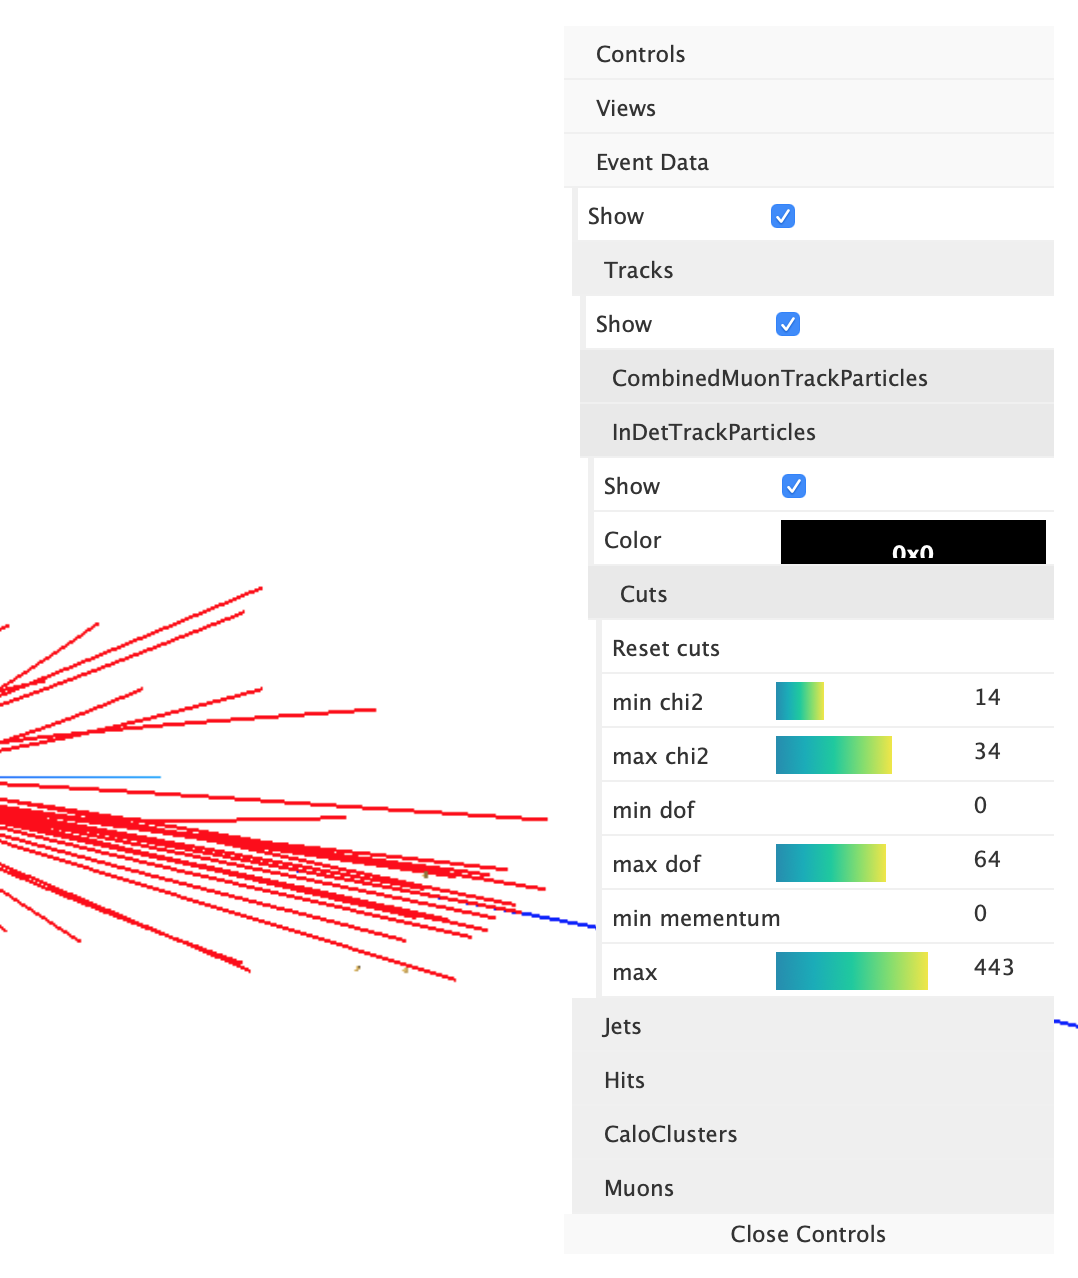 Controls
Views
Event Data
Show
Tracks
Show
CombinedMuonTrackParticles
InDetTrackParticles
Show
Color 0x0
Cuts
Reset cuts
min chi2 14
max chi2 34
min dof 0
max dof 64
min mementum 0
max 443
Jets
Hits
CaloClusters
Muons
Close Controls